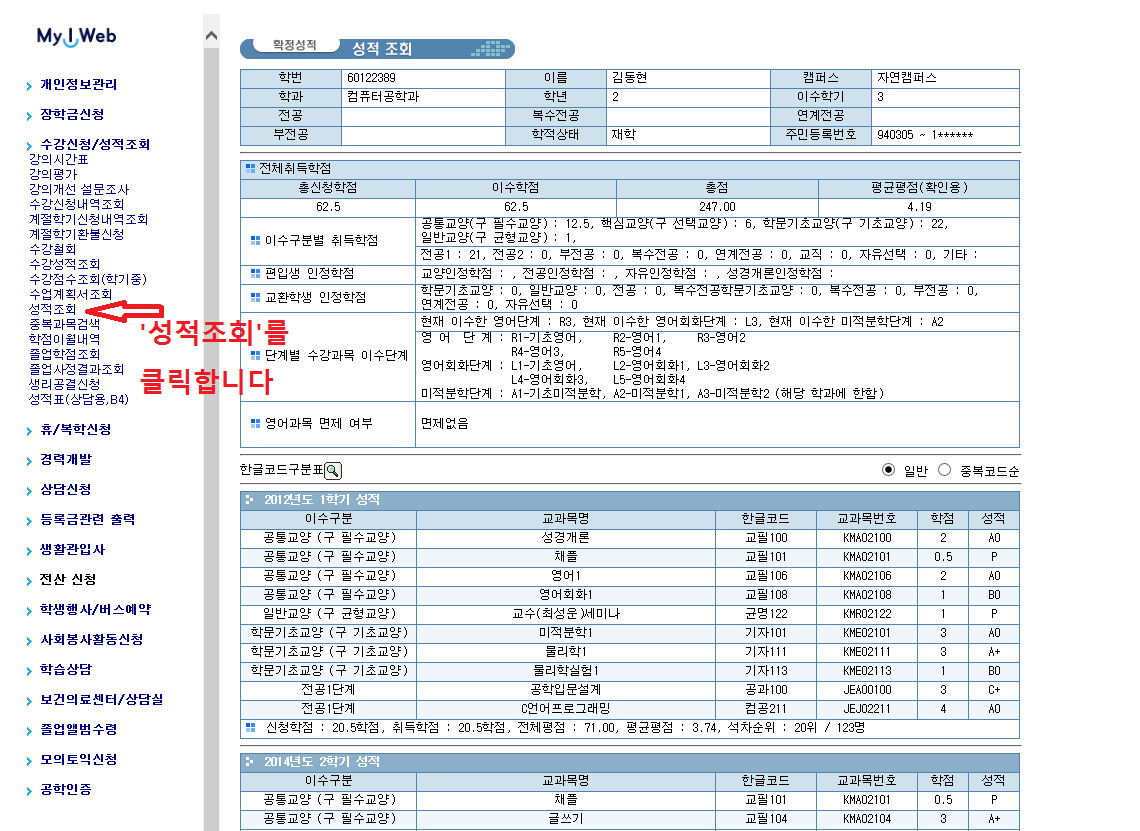 My iWeb
개인정보관리
장학금신청
수강신청/성적조회
강의시간표
강의평가
강의개선 설문조사
수강신청내역조회
계절학기신청내역조회
계절학기환불신청
수강철회
수강성적조회
수강점수조회(학기중)
수업계획서조회
성적조회
중복과목검색
학점이월내역
졸업학점조회
졸업사정결과조회
생리공결신청
성적표(상담용,B4)
휴/복학신청
경력개발
상담신청
등록금관련 출력
생활관입사
전산 신청
학생행사/버스예약
사회봉사활동신청
학습상담
보건의료센터/상담실
졸업앨범수령
모의토익신청
공학인증
'성적조회'를
클릭합니다
확정성적 성적 조회
학번 60122389 이름 김동현 캠퍼스 자연캠퍼스
학과 컴퓨터공학과 학년 2 이수학기 3
전공 복수전공 연계전공
부전공 학적상태 재학 주민등록번호 940305 ~ 1******
전체취득학점
총신청학점 이수학점 총점 평균평점(확인용)
62.5 62.5 247.00 4.19
이수구분별 취득학점
공통교양(구 필수교양) : 12.5, 핵심교양(구 선택교양) : 6, 학문기초교양(구 기초교양) : 22,
일반교양(구 균형교양) : 1,
전공1 : 21, 전공2 : 0, 부전공 : 0, 복수전공 : 0, 연계전공 : 0, 교직 : 0, 자유선택 : 0, 기타 :
편입생 인정학점 교양인정학점 : , 전공인정학점 : , 자유인정학점 : , 성경개론인정학점 :
교환학생 인정학점
학문기초교양 : 0, 일반교양 : 0, 전공 : 0, 복수전공학문기초교양 : 0, 복수전공 : 0, 부전공 : 0,
연계전공 : 0, 자유선택 : 0
단계별 수강과목 이수단계
현재 이수한 영어단계 : R3, 현재 이수한 영어회화단계 : L3, 현재 이수한 미적분학단계 : A2
영 어 단 계 : R1-기초영어, R2-영어1, R3-영어2
R4-영어3, R5-영어4
영어회화단계 : L1-기초영어, L2-영어회화1, L3-영어회화2
L4-영어회화3, L5-영어회화4
미적분학단계 : A1-기초미적분학, A2-미적분학1, A3-미적분학2 (해당 학과에 한함)
영어과목 면제 여부 면제없음
한글코드구분표 일반 중복코드순
2012년도 1학기 성적
이수구분 교과목명 한글코드 교과목번호 학점 성적
공통교양 (구 필수교양) 성경개론 교필100 KMA02100 2 A0
공통교양 (구 필수교양) 채플 교필101 KMA02101 0.5 P
공통교양 (구 필수교양) 영어1 교필106 KMA02106 2 A0
공통교양 (구 필수교양) 영어회화1 교필108 KMA02108 1 B0
일반교양 (구 균형교양) 교수(최성운)세미나 균명122 KMR02122 1 P
학문기초교양 (구 기초교양) 미적분학1 기자101 KME02101 3 A0
학문기초교양 (구 기초교양) 물리학1 기자111 KME02111 3 A+
학문기초교양 (구 기초교양) 물리학실험1 기자113 KME02113 1 B0
전공1단계 공학입문설계 공과100 JEA00100 3 C+
전공1단계 C언어프로그래밍 컴공211 JEJ02211 4 A0
신청학점 : 20.5학점, 취득학점 : 20.5학점, 전체평점 : 71.00, 평균평점 : 3.74, 석차순위 : 20위 / 123명
2014년도 2학기 성적
이수구분 교과목명 한글코드 교과목번호 학점 성적
공통교양 (구 필수교양) 채플 교필101 KMA02101 0.5 P
공통교양 (구 필수교양) 글쓰기 교필104 KMA02104 3 A+